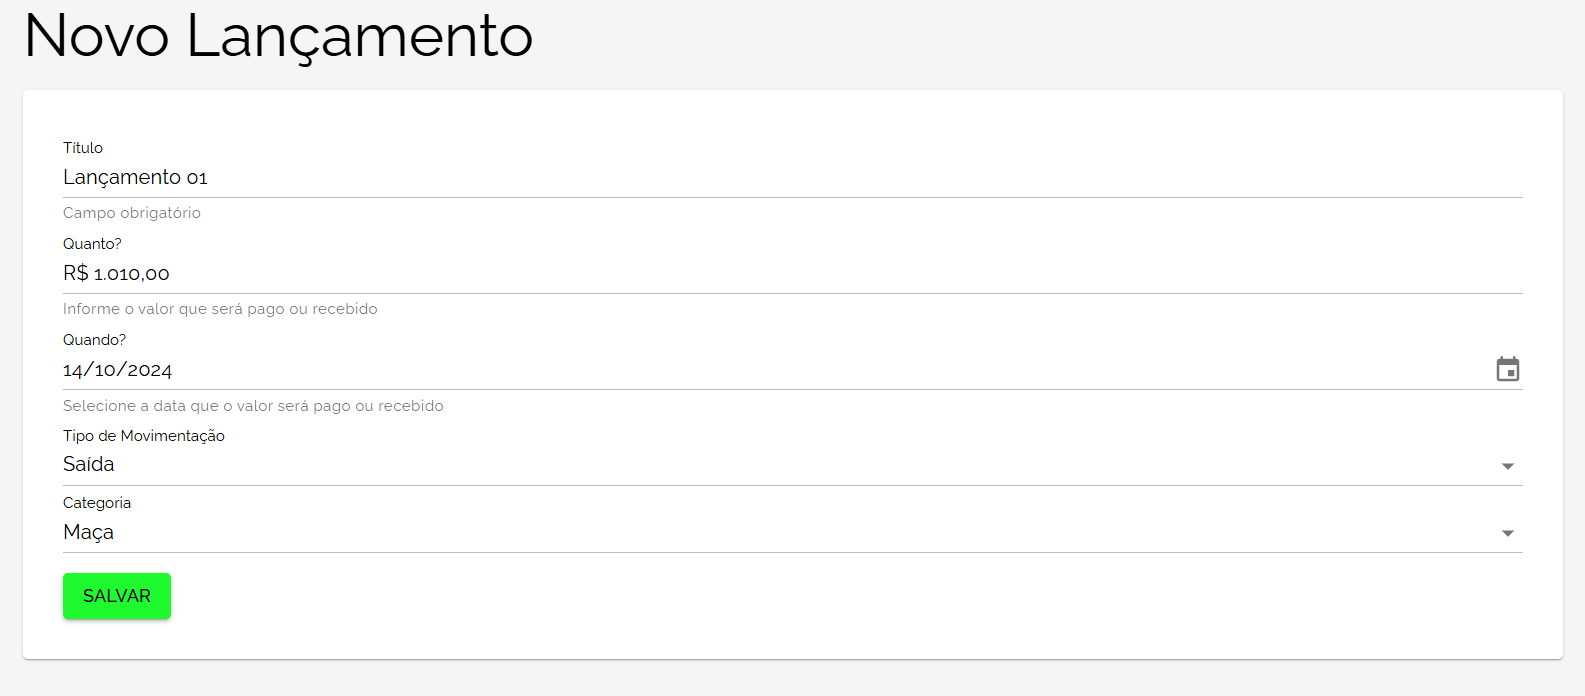 Novo Lançamento
Título
Lançamento 01
Campo obrigatório
Quanto?
R$ 1.010,00
Informe o valor que será pago ou recebido
Quando?
14/10/2024
Selecione a data que o valor será pago ou recebido
Tipo de Movimentação
Saída
Categoria
Maça
SALVAR